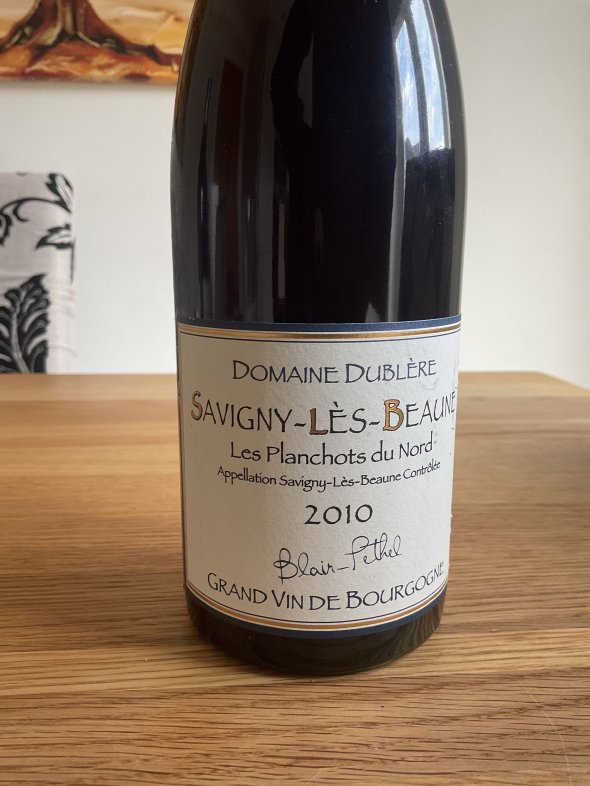 DOMAINE DUBLÈRE
SAVIGNY-LÈS-BEAUNE
Les Planchots du Nord
Appellation Savigny-Lès-Beaune Contrôlée
2010
Blair-Pethel
GRAND VIN DE BOURGOGNE